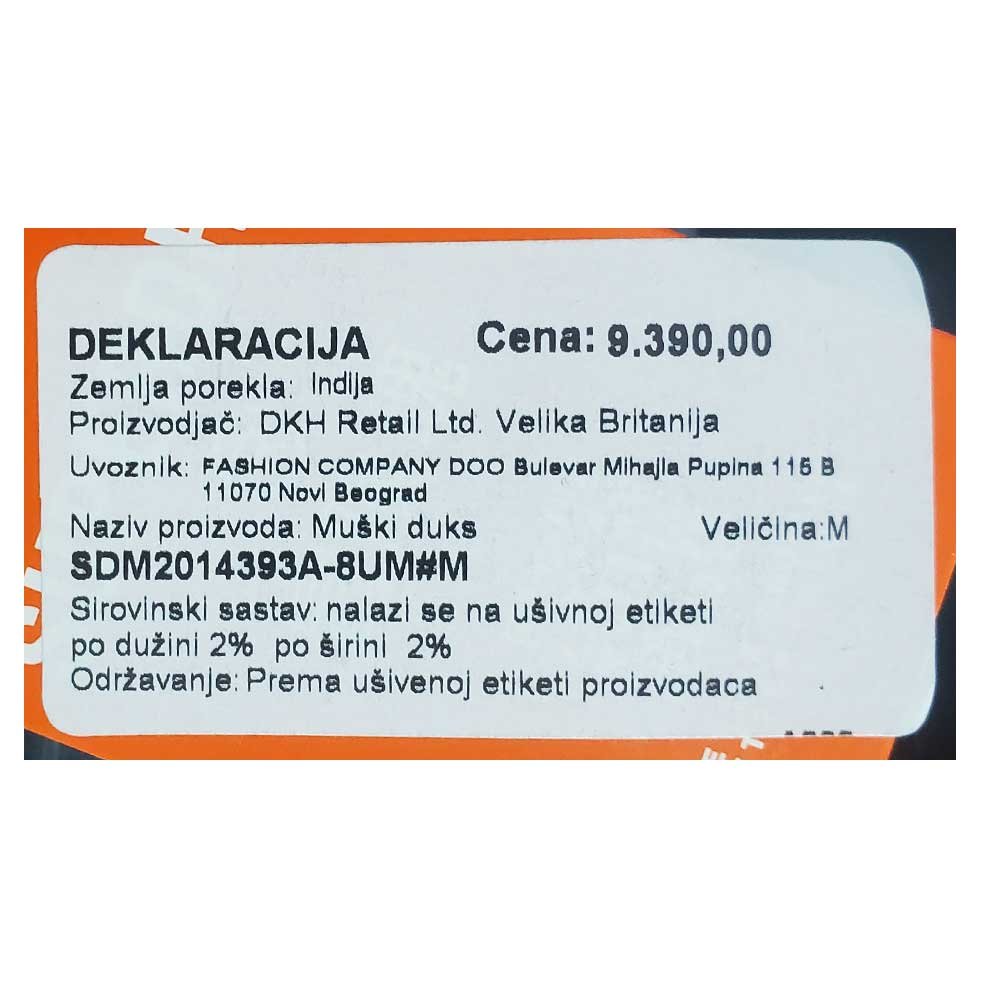 DEKLARACIJA Cena: 9.390,00
Zemlja porekla: Indija
Proizvodjač: DKH Retail Ltd. Velika Britanija
Uvoznik: FASHION COMPANY DOO Bulevar Mihajla Pupina 115 B
11070 Novi Beograd
Naziv proizvoda: Muški duks Veličina:M
SDM2014393A-8UM#M
Sirovinski sastav: nalazi se na ušivnoj etiketi
po dužini 2% po širini 2%
Održavanje: Prema ušivenoj etiketi proizvodaca